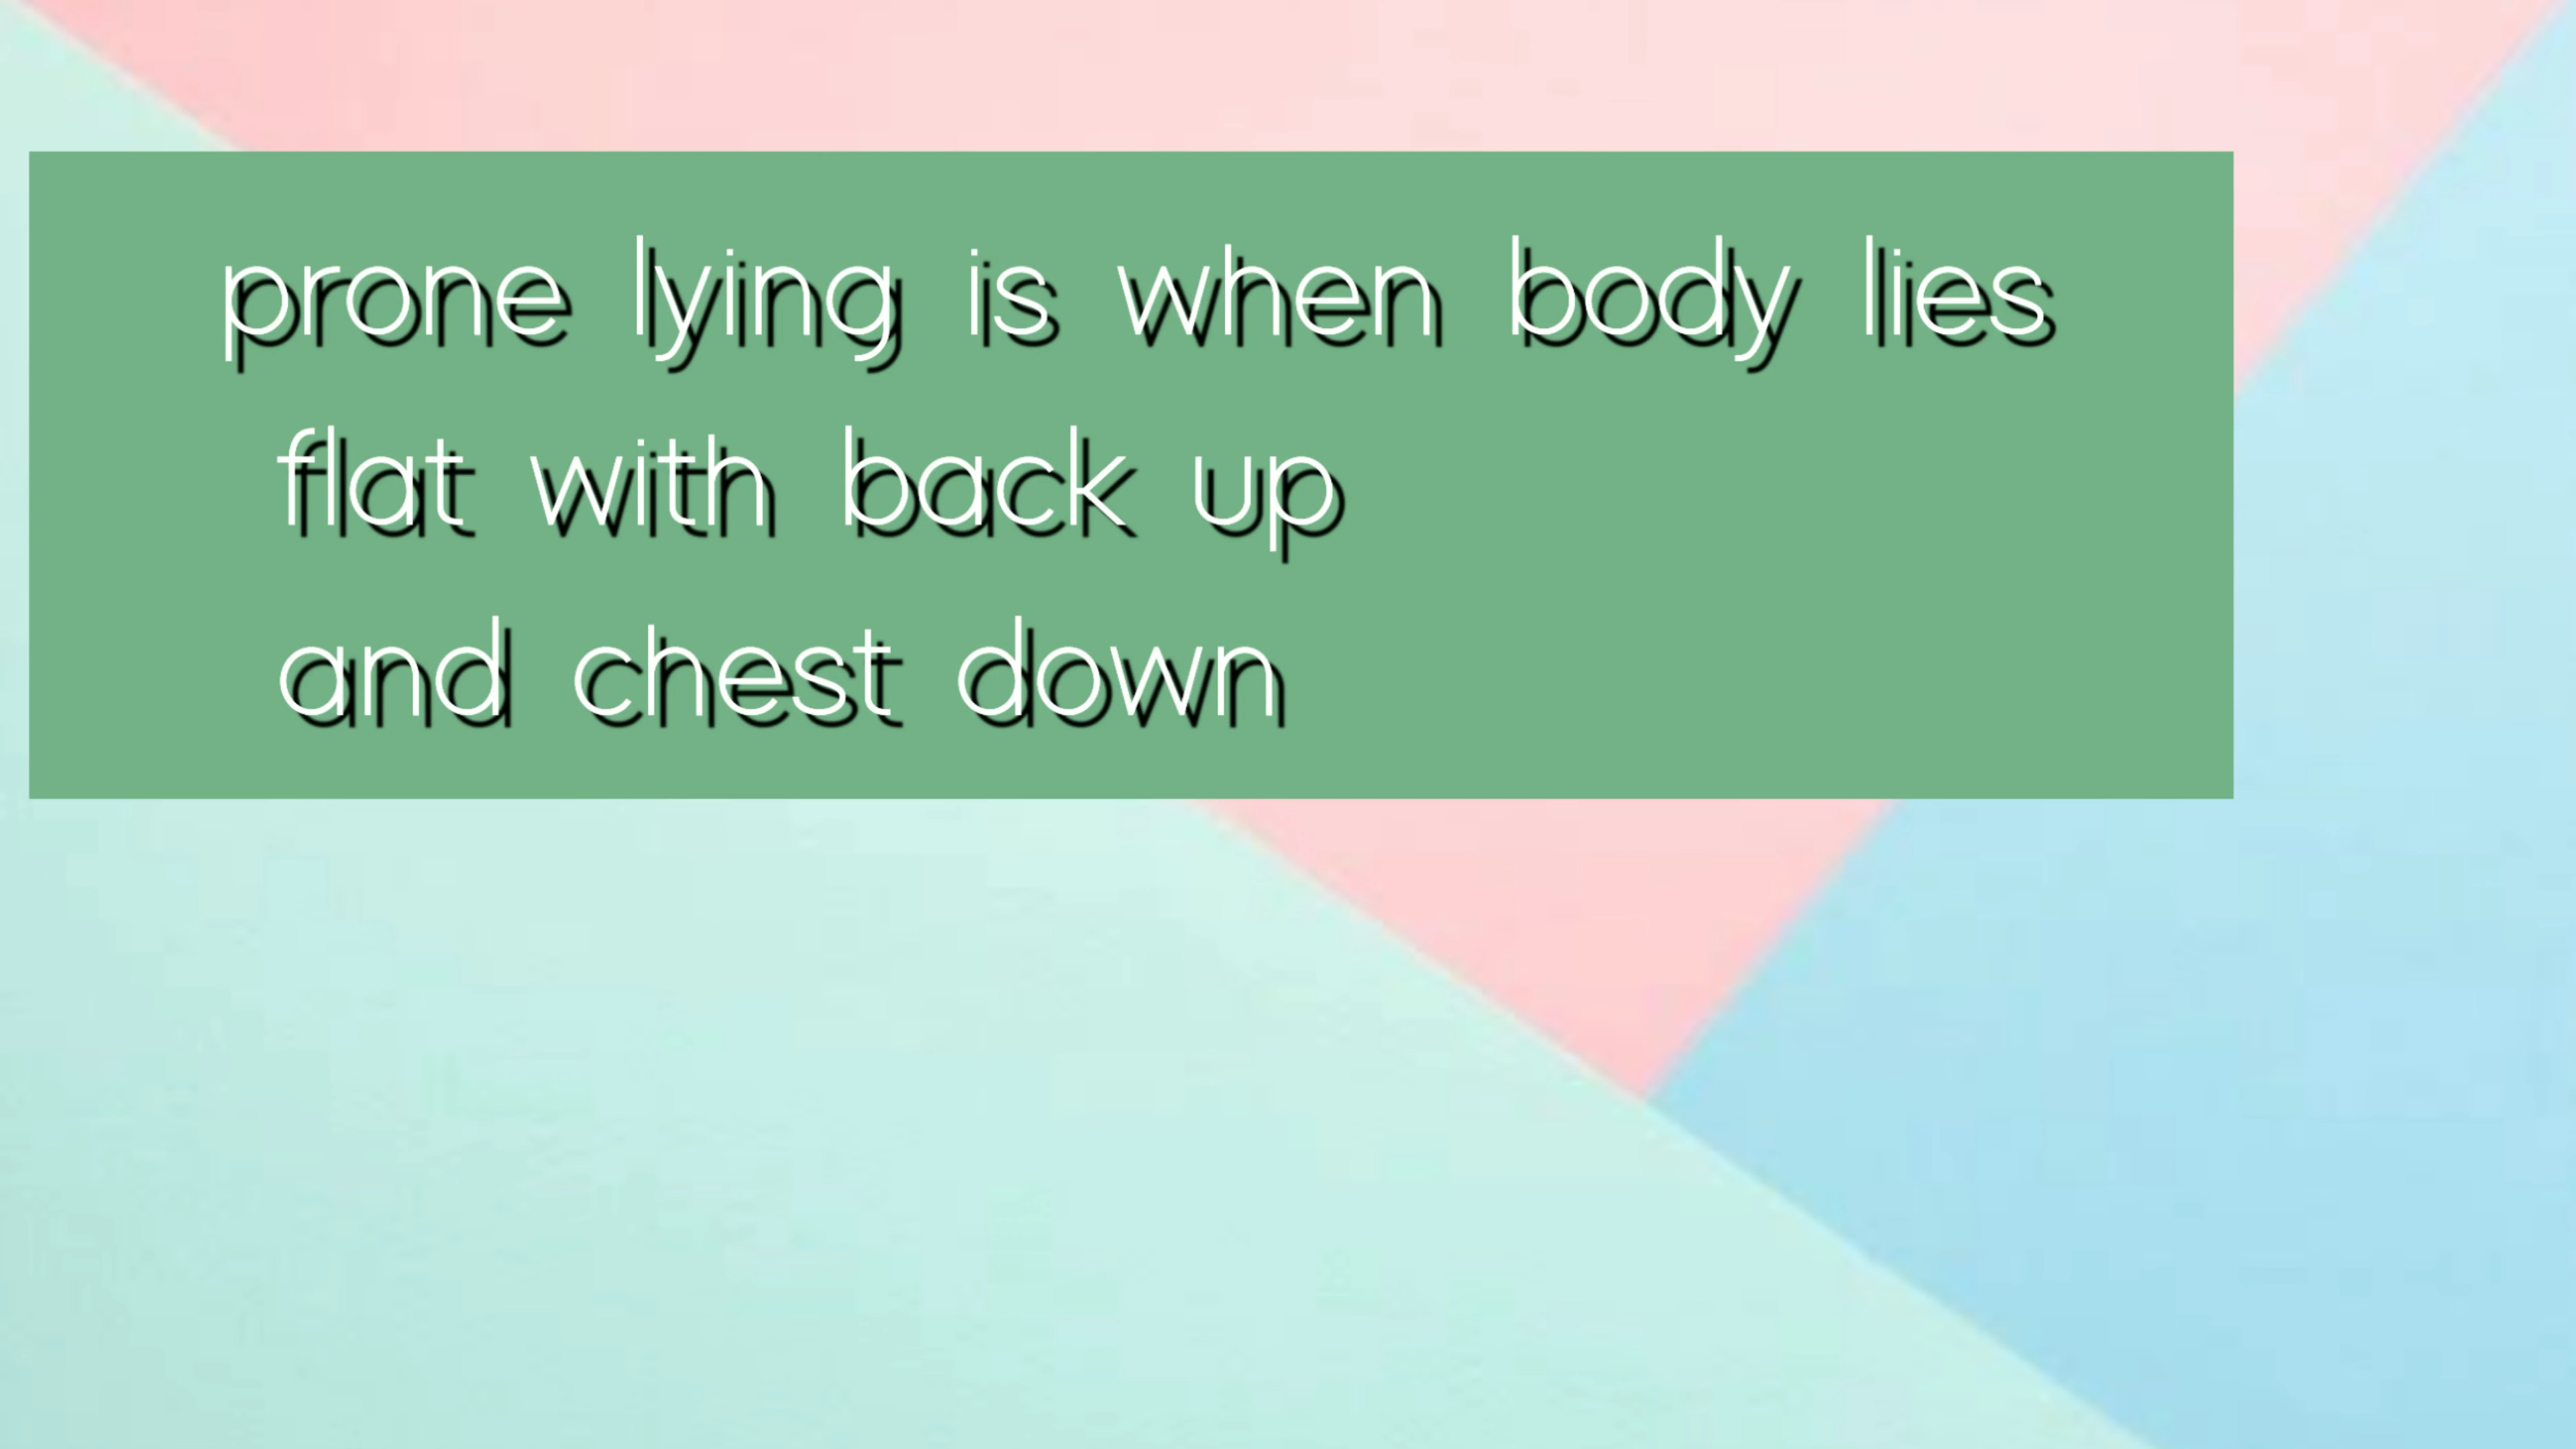 prone lying is when body lies
flat with back up
and chest down